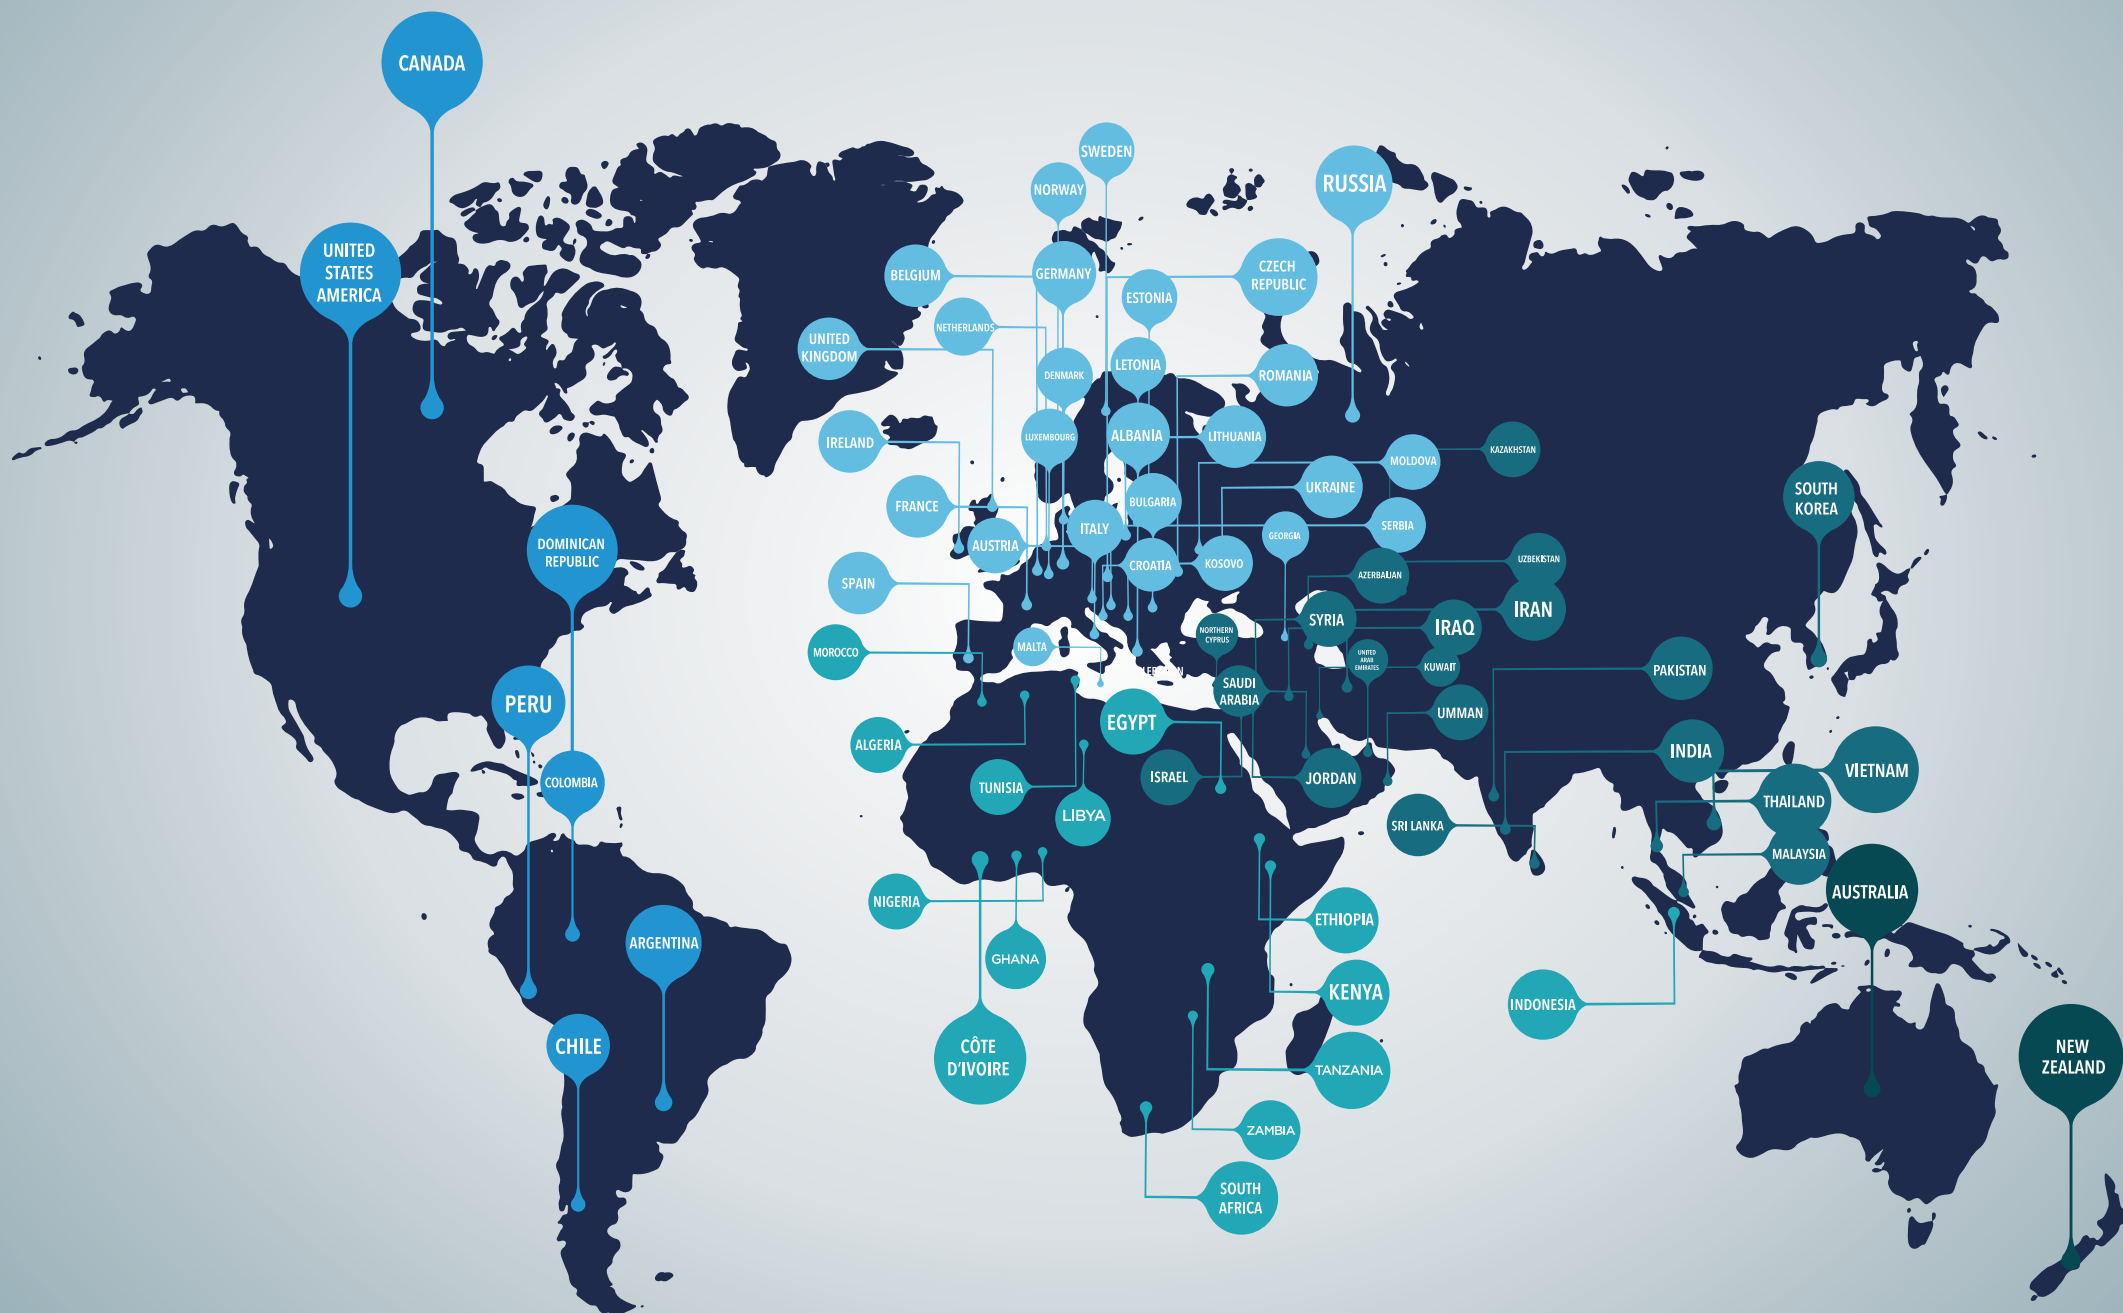 CANADA
SWEDEN
NORWAY
RUSSIA
UNITED
STATES
AMERICA
BELGIUM
GERMANY
CZECH
REPUBLIC
ESTONIA
NETHERLANDS
UNITED
KINGDOM
DENMARK
LETONIA
ROMANIA
IRELAND
LUXEMBOURG
ALBANIA
LITHUANIA
MOLDOVA
KAZAKHSTAN
SOUTH
KOREA
FRANCE
BULGARIA
UKRAINE
ITALY
SERBIA
GEORGIA
DOMINICAN
REPUBLIC
AUSTRIA
CROATIA
KOSOVO
AZERBAIJAN
UZBEKISTAN
SPAIN
SYRIA
IRAN
IRAQ
NORTHERN
CYPRUS
MOROCCO
MALTA
UNITED
ARAB
EMIRATES
KUWAIT
PAKISTAN
PERU
SAUDI
ARABIA
UMMAN
EGYPT
ALGERIA
INDIA
VIETNAM
COLOMBIA
TUNISIA
ISRAEL
JORDAN
THAILAND
LIBYA
SRI LANKA
MALAYSIA
AUSTRALIA
NIGERIA
ETHIOPIA
ARGENTINA
GHANA
KENYA
INDONESIA
CHILE
CÔTE
D'IVOIRE
TANZANIA
NEW
ZEALAND
ZAMBIA
SOUTH
AFRICA